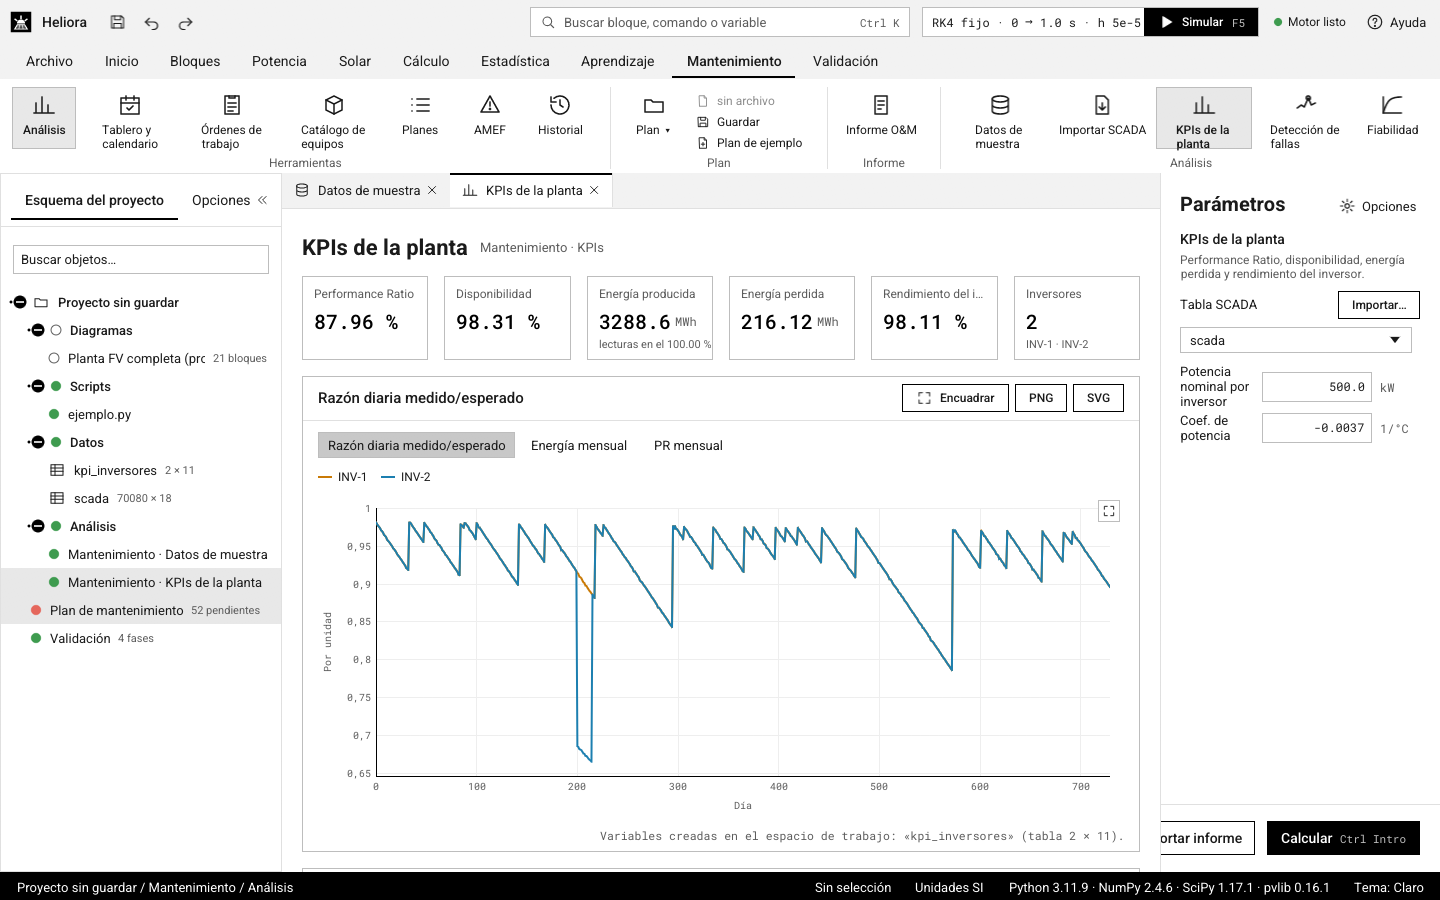 Heliora
Buscar bloque, comando o variable Ctrl K
RK4 fijo · 0 → 1.0 s · h 5e-5
Simular F5
Motor listo
Ayuda
Archivo Inicio Bloques Potencia Solar Cálculo Estadística Aprendizaje Mantenimiento Validación
Análisis
Tablero y
calendario
Órdenes de
trabajo
Catálogo de
equipos
Planes
AMEF
Historial
Herramientas
Plan
sin archivo
Guardar
Plan de ejemplo
Plan
Informe O&M
Informe
Datos de
muestra
Importar SCADA
KPIs de la
planta
Detección de
fallas
Fiabilidad
Análisis
Esquema del proyecto Opciones
Buscar objetos...
Proyecto sin guardar
Diagramas
Planta FV completa (pro 21 bloques
Scripts
ejemplo.py
Datos
kpi_inversores 2 × 11
scada 70080 × 18
Análisis
Mantenimiento · Datos de muestra
Mantenimiento · KPIs de la planta
Plan de mantenimiento 52 pendientes
Validación 4 fases
Datos de muestra
KPIs de la planta
KPIs de la planta Mantenimiento · KPIs
Performance Ratio
87.96 %
Disponibilidad
98.31 %
Energía producida
3288.6 MWh
lecturas en el 100.00 %
Energía perdida
216.12 MWh
Rendimiento del i…
98.11 %
Inversores
2
INV-1 · INV-2
Razón diaria medido/esperado
Encuadrar PNG SVG
Razón diaria medido/esperado Energía mensual PR mensual
INV-1 INV-2
1
0,95
0,9
0,85
0,8
0,75
0,7
0,65
Por unidad
0 100 200 300 400 500 600 700
Día
Variables creadas en el espacio de trabajo: «kpi_inversores» (tabla 2 × 11).
Parámetros Opciones
KPIs de la planta
Performance Ratio, disponibilidad, energía
perdida y rendimiento del inversor.
Tabla SCADA Importar...
scada
Potencia
nominal por
inversor
500.0 kW
Coef. de
potencia
-0.0037 1/°C
ortar informe
Calcular Ctrl Intro
Proyecto sin guardar / Mantenimiento / Análisis
Sin selección
Unidades SI
Python 3.11.9 · NumPy 2.4.6 · SciPy 1.17.1 · pvlib 0.16.1
Tema: Claro